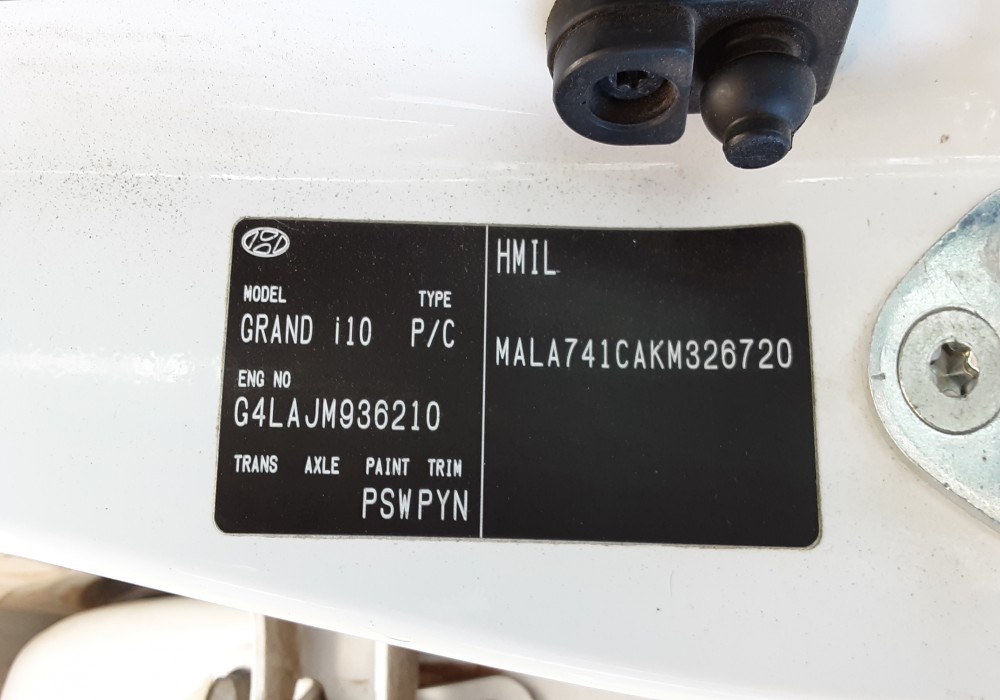 MODEL TYPE
GRAND i10 P/C
ENG NO
G4LAJM936210
TRANS AXLE PAINT TRIM
PSWPYN
HMIL
MALA741CAKM326720